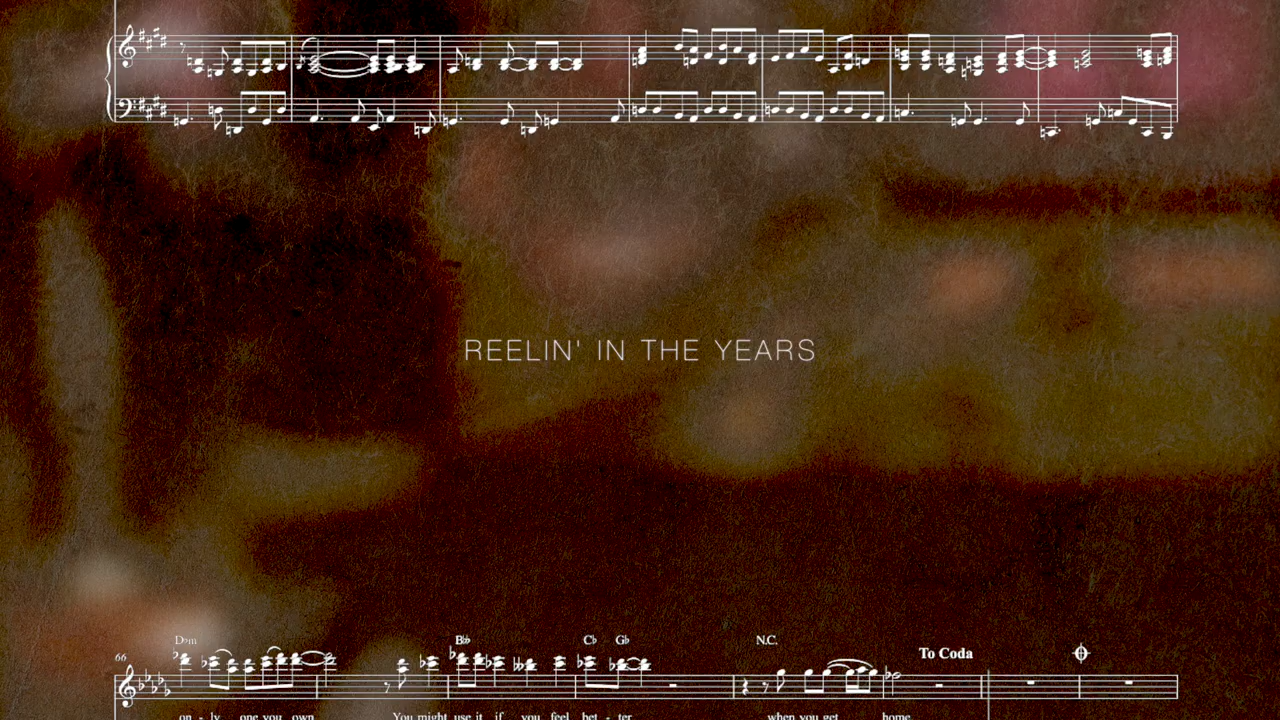 REELIN' IN THE YEARS
D♭m B𝄫 C♭ G♭ N.C. To Coda
66
on - ly one you own You might use it if you feel bet - ter when you get home